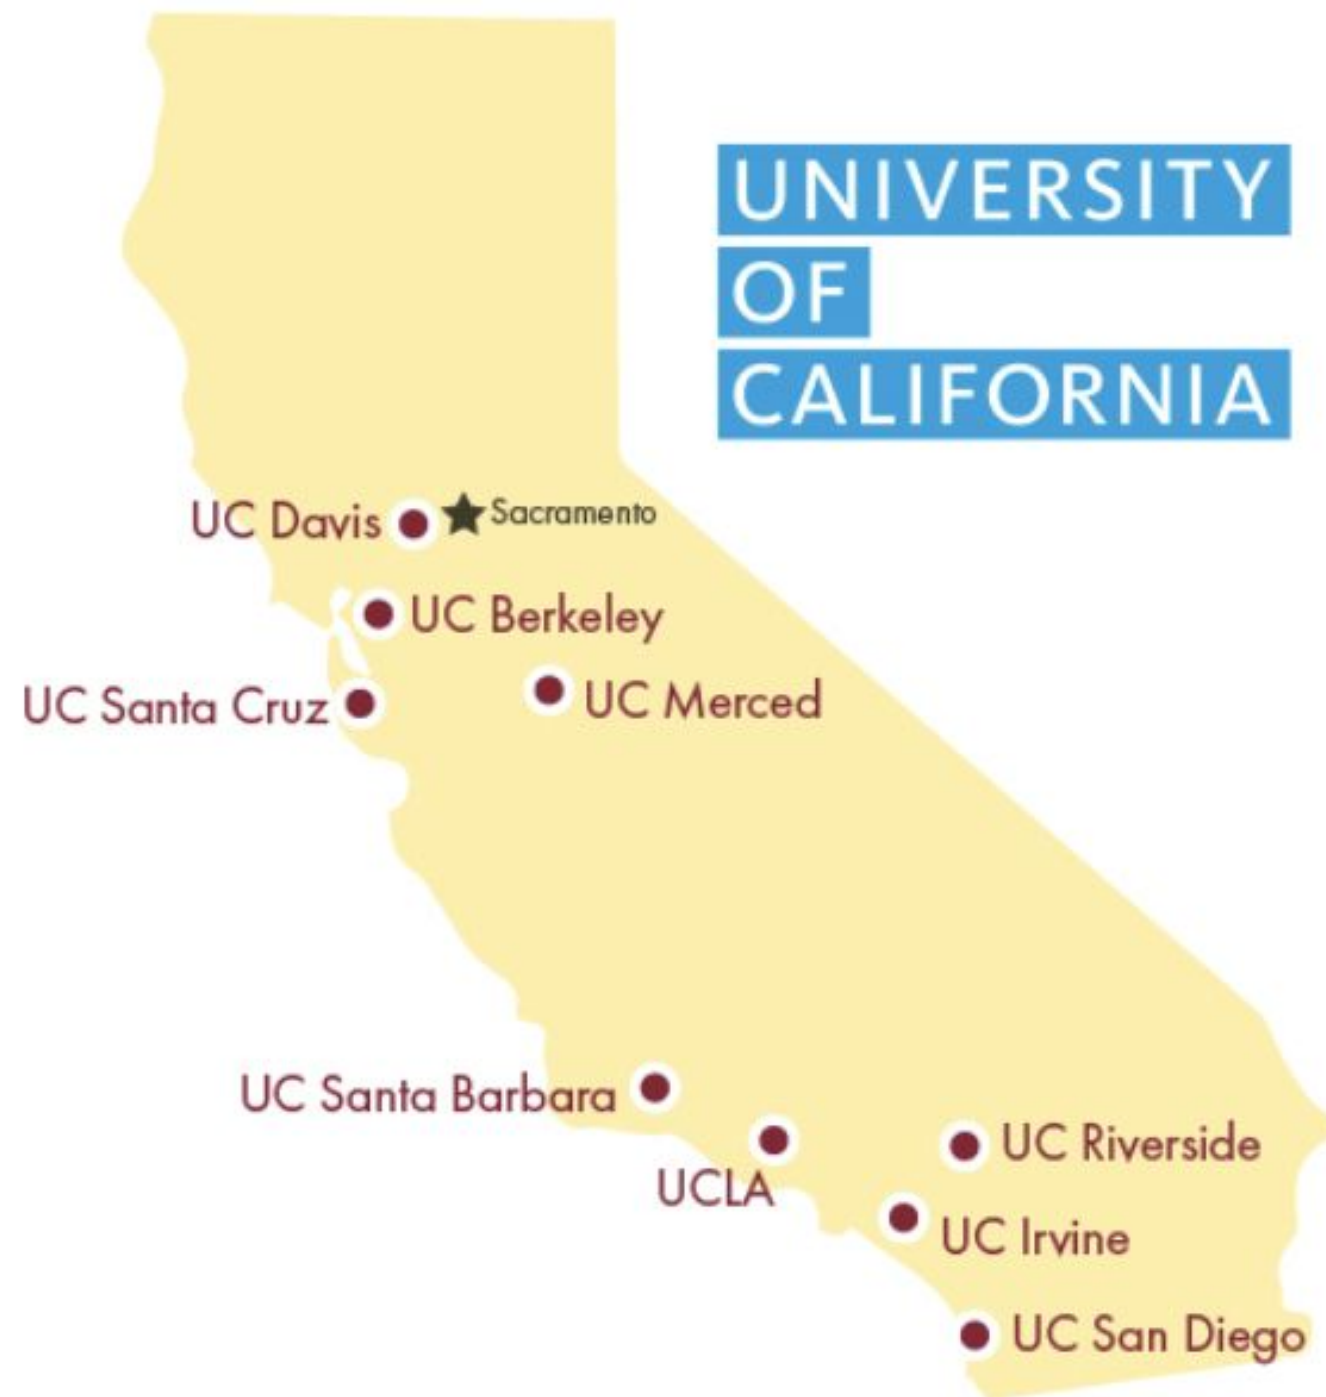 UNIVERSITY
OF
CALIFORNIA
UC Davis
Sacramento
UC Berkeley
UC Santa Cruz
UC Merced
UC Santa Barbara
UCLA
UC Riverside
UC Irvine
UC San Diego